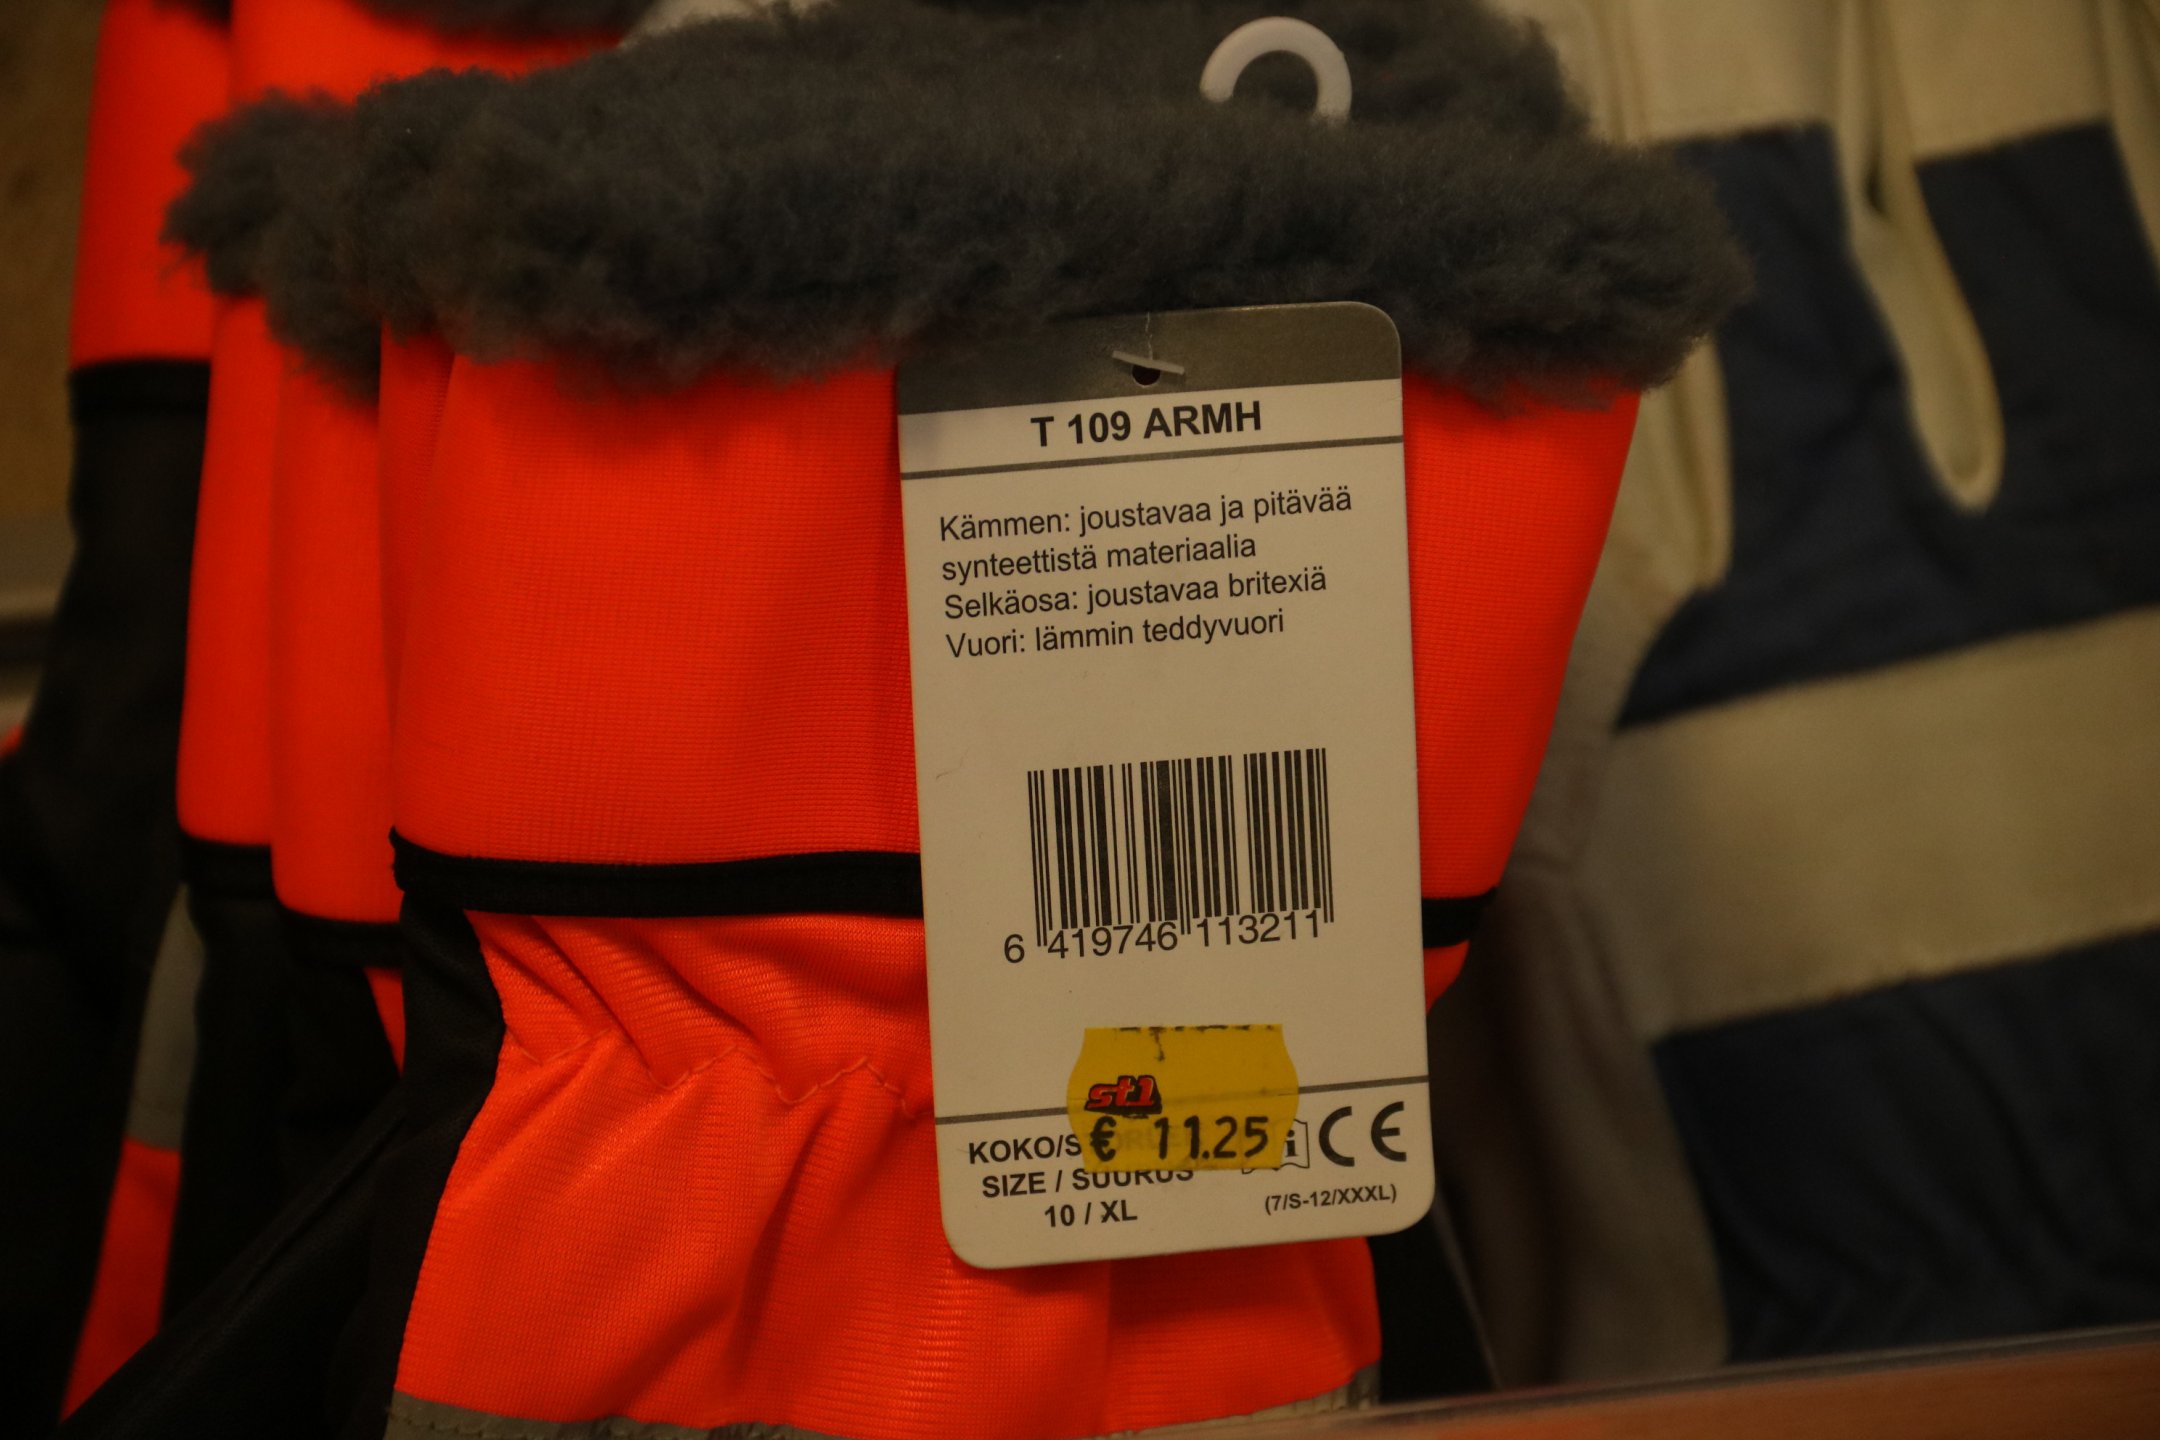 T 109 ARMH
Kämmen: joustavaa ja pitävää
synteettistä materiaalia
Selkäosa: joustavaa britexiä
Vuori: lämmin teddyvuori
6 419746 113211
st1
€ 11.25
KOKO/S
i CE
SIZE / SUURUS
10 / XL
(7/S-12/XXXL)